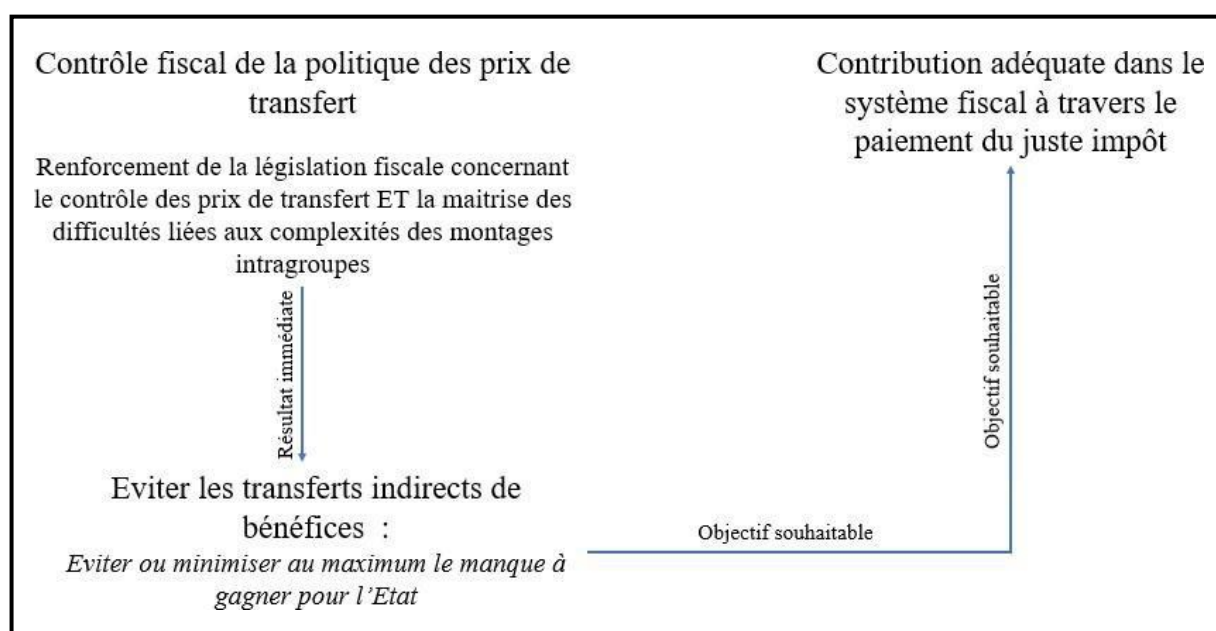 Contrôle fiscal de la politique des prix de
transfert
Renforcement de la législation fiscale concernant
le contrôle des prix de transfert ET la maitrise des
difficultés liées aux complexités des montages
intragroupes
Résultat immédiate
Eviter les transferts indirects de
bénéfices :
Eviter ou minimiser au maximum le manque à
gagner pour l’Etat
Objectif souhaitable
Objectif souhaitable
Contribution adéquate dans le
système fiscal à travers le
paiement du juste impôt